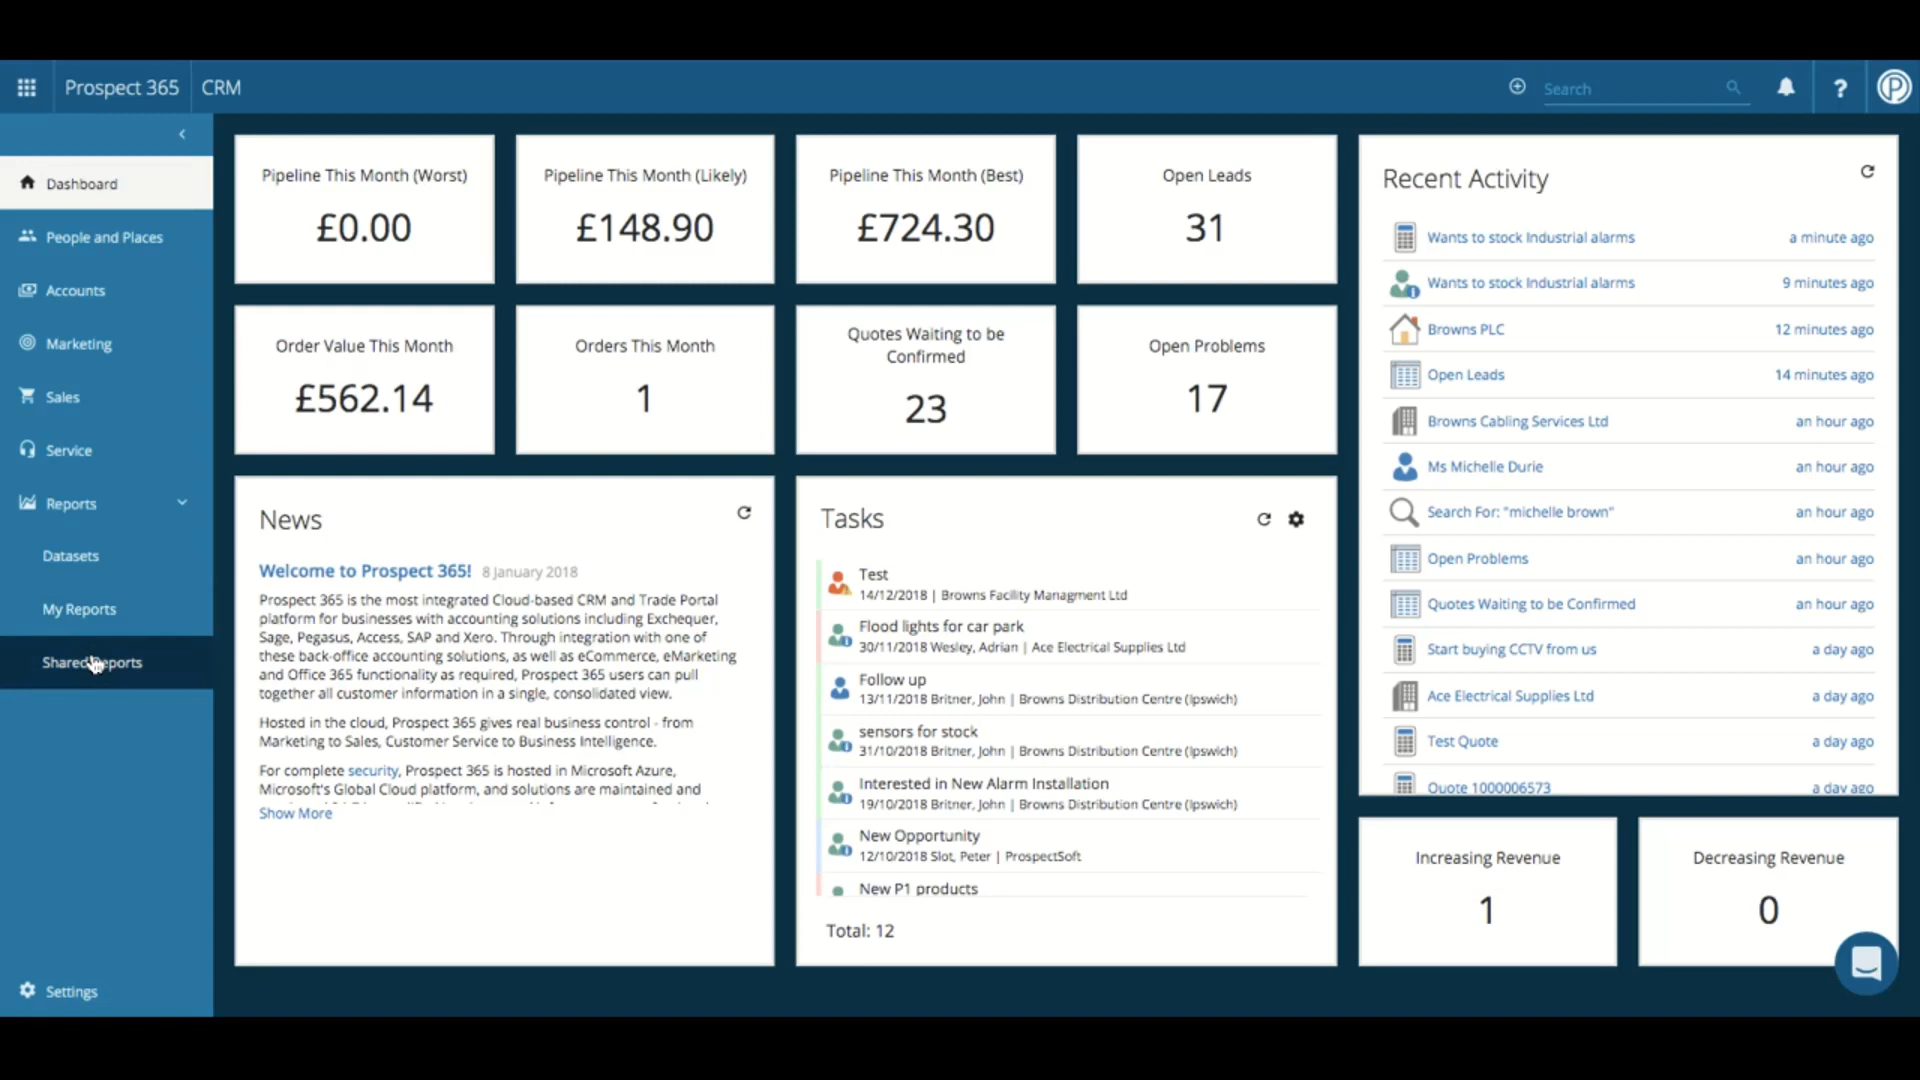 Prospect 365
CRM
Search
?
P
Dashboard
People and Places
Accounts
Marketing
Sales
Service
Reports
Datasets
My Reports
Shared Reports
Settings
Pipeline This Month (Worst)
£0.00
Pipeline This Month (Likely)
£148.90
Pipeline This Month (Best)
£724.30
Open Leads
31
Order Value This Month
£562.14
Orders This Month
1
Quotes Waiting to be
Confirmed
23
Open Problems
17
News
Welcome to Prospect 365! 8 January 2018
Prospect 365 is the most integrated Cloud-based CRM and Trade Portal
platform for businesses with accounting solutions including Exchequer,
Sage, Pegasus, Access, SAP and Xero. Through integration with one of
these back-office accounting solutions, as well as eCommerce, eMarketing
and Office 365 functionality as required, Prospect 365 users can pull
together all customer information in a single, consolidated view.
Hosted in the cloud, Prospect 365 gives real business control - from
Marketing to Sales, Customer Service to Business Intelligence.
For complete security, Prospect 365 is hosted in Microsoft Azure,
Microsoft's Global Cloud platform, and solutions are maintained and
Show More
Tasks
Test
14/12/2018 | Browns Facility Managment Ltd
Flood lights for car park
30/11/2018 Wesley, Adrian | Ace Electrical Supplies Ltd
Follow up
13/11/2018 Britner, John | Browns Distribution Centre (Ipswich)
sensors for stock
31/10/2018 Britner, John | Browns Distribution Centre (Ipswich)
Interested in New Alarm Installation
19/10/2018 Britner, John | Browns Distribution Centre (Ipswich)
New Opportunity
12/10/2018 Slot, Peter | ProspectSoft
New P1 products
Total: 12
Recent Activity
Wants to stock Industrial alarms a minute ago
Wants to stock Industrial alarms 9 minutes ago
Browns PLC 12 minutes ago
Open Leads 14 minutes ago
Browns Cabling Services Ltd an hour ago
Ms Michelle Durie an hour ago
Search For: "michelle brown" an hour ago
Open Problems an hour ago
Quotes Waiting to be Confirmed an hour ago
Start buying CCTV from us a day ago
Ace Electrical Supplies Ltd a day ago
Test Quote a day ago
Quote 1000006573 a day ago
Increasing Revenue
1
Decreasing Revenue
0